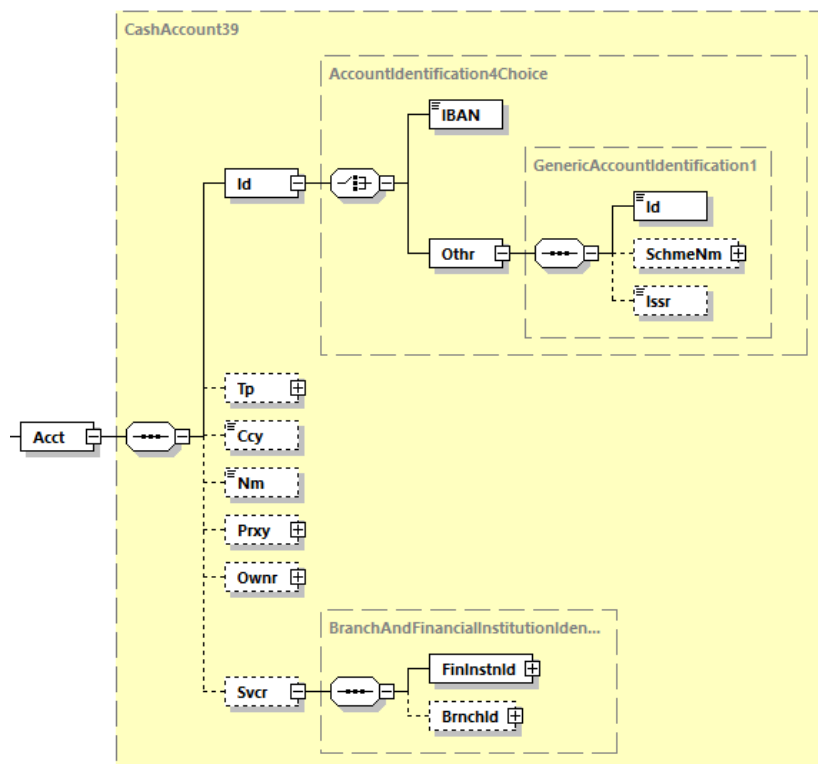 CashAccount39
AccountIdentification4Choice
IBAN
GenericAccountIdentification1
Id
Id
Othr
SchmeNm
Issr
Tp
Acct
Ccy
Nm
Prxy
Ownr
BranchAndFinancialInstitutionIden...
FinInstnId
Svcr
BrnchId